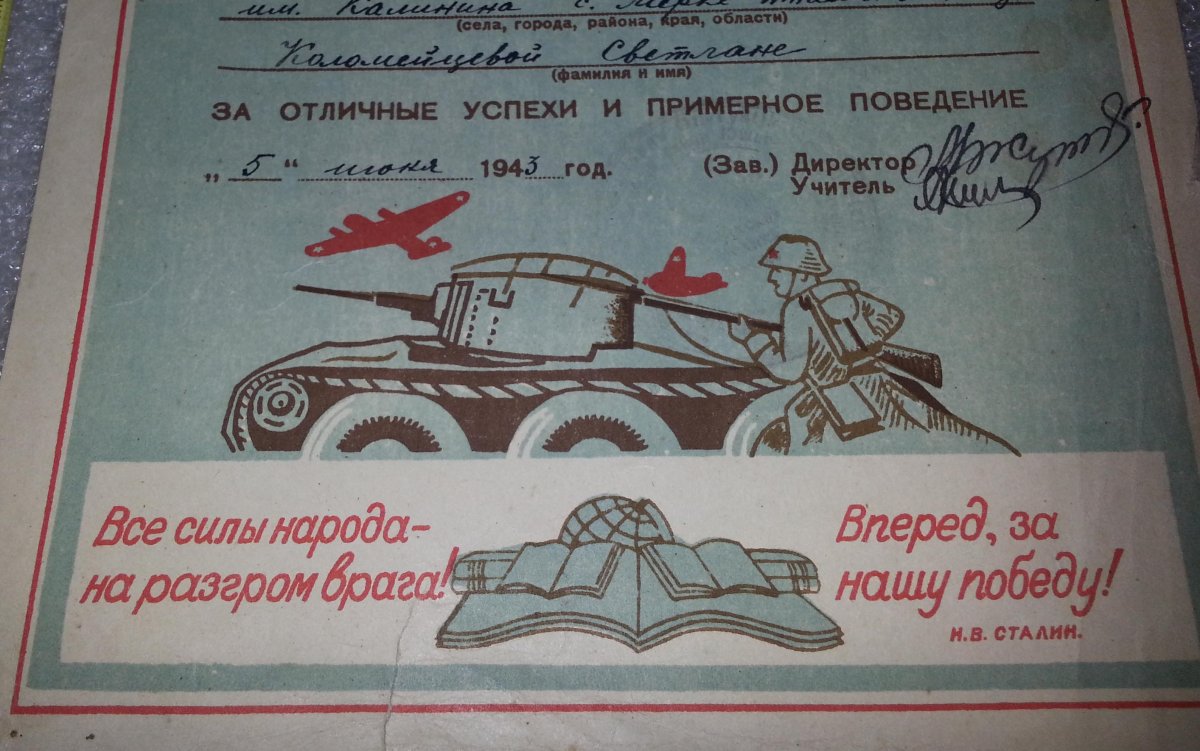 им. Калинина с. Мерке
(села, города, района, края, области)
Коломейцевой Светлане
(фамилия и имя)
ЗА ОТЛИЧНЫЕ УСПЕХИ И ПРИМЕРНОЕ ПОВЕДЕНИЕ
„5“ июня 1943 год.
(Зав.) Директор
Учитель
Все силы народа–
на разгром врага!
Вперед, за
нашу победу!
И. В. СТАЛИН.